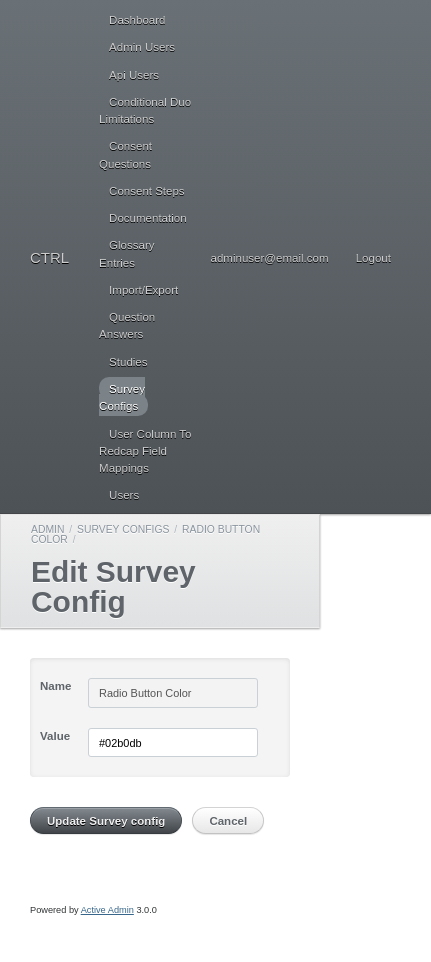 CTRL
Dashboard
Admin Users
Api Users
Conditional Duo
Limitations
Consent
Questions
Consent Steps
Documentation
Glossary
Entries
Import/Export
Question
Answers
Studies
Survey
Configs
User Column To
Redcap Field
Mappings
Users
adminuser@email.com
Logout
ADMIN / SURVEY CONFIGS / RADIO BUTTON
COLOR /
Edit Survey
Config
Name
Radio Button Color
Value
#02b0db
Update Survey config
Cancel
Powered by Active Admin 3.0.0